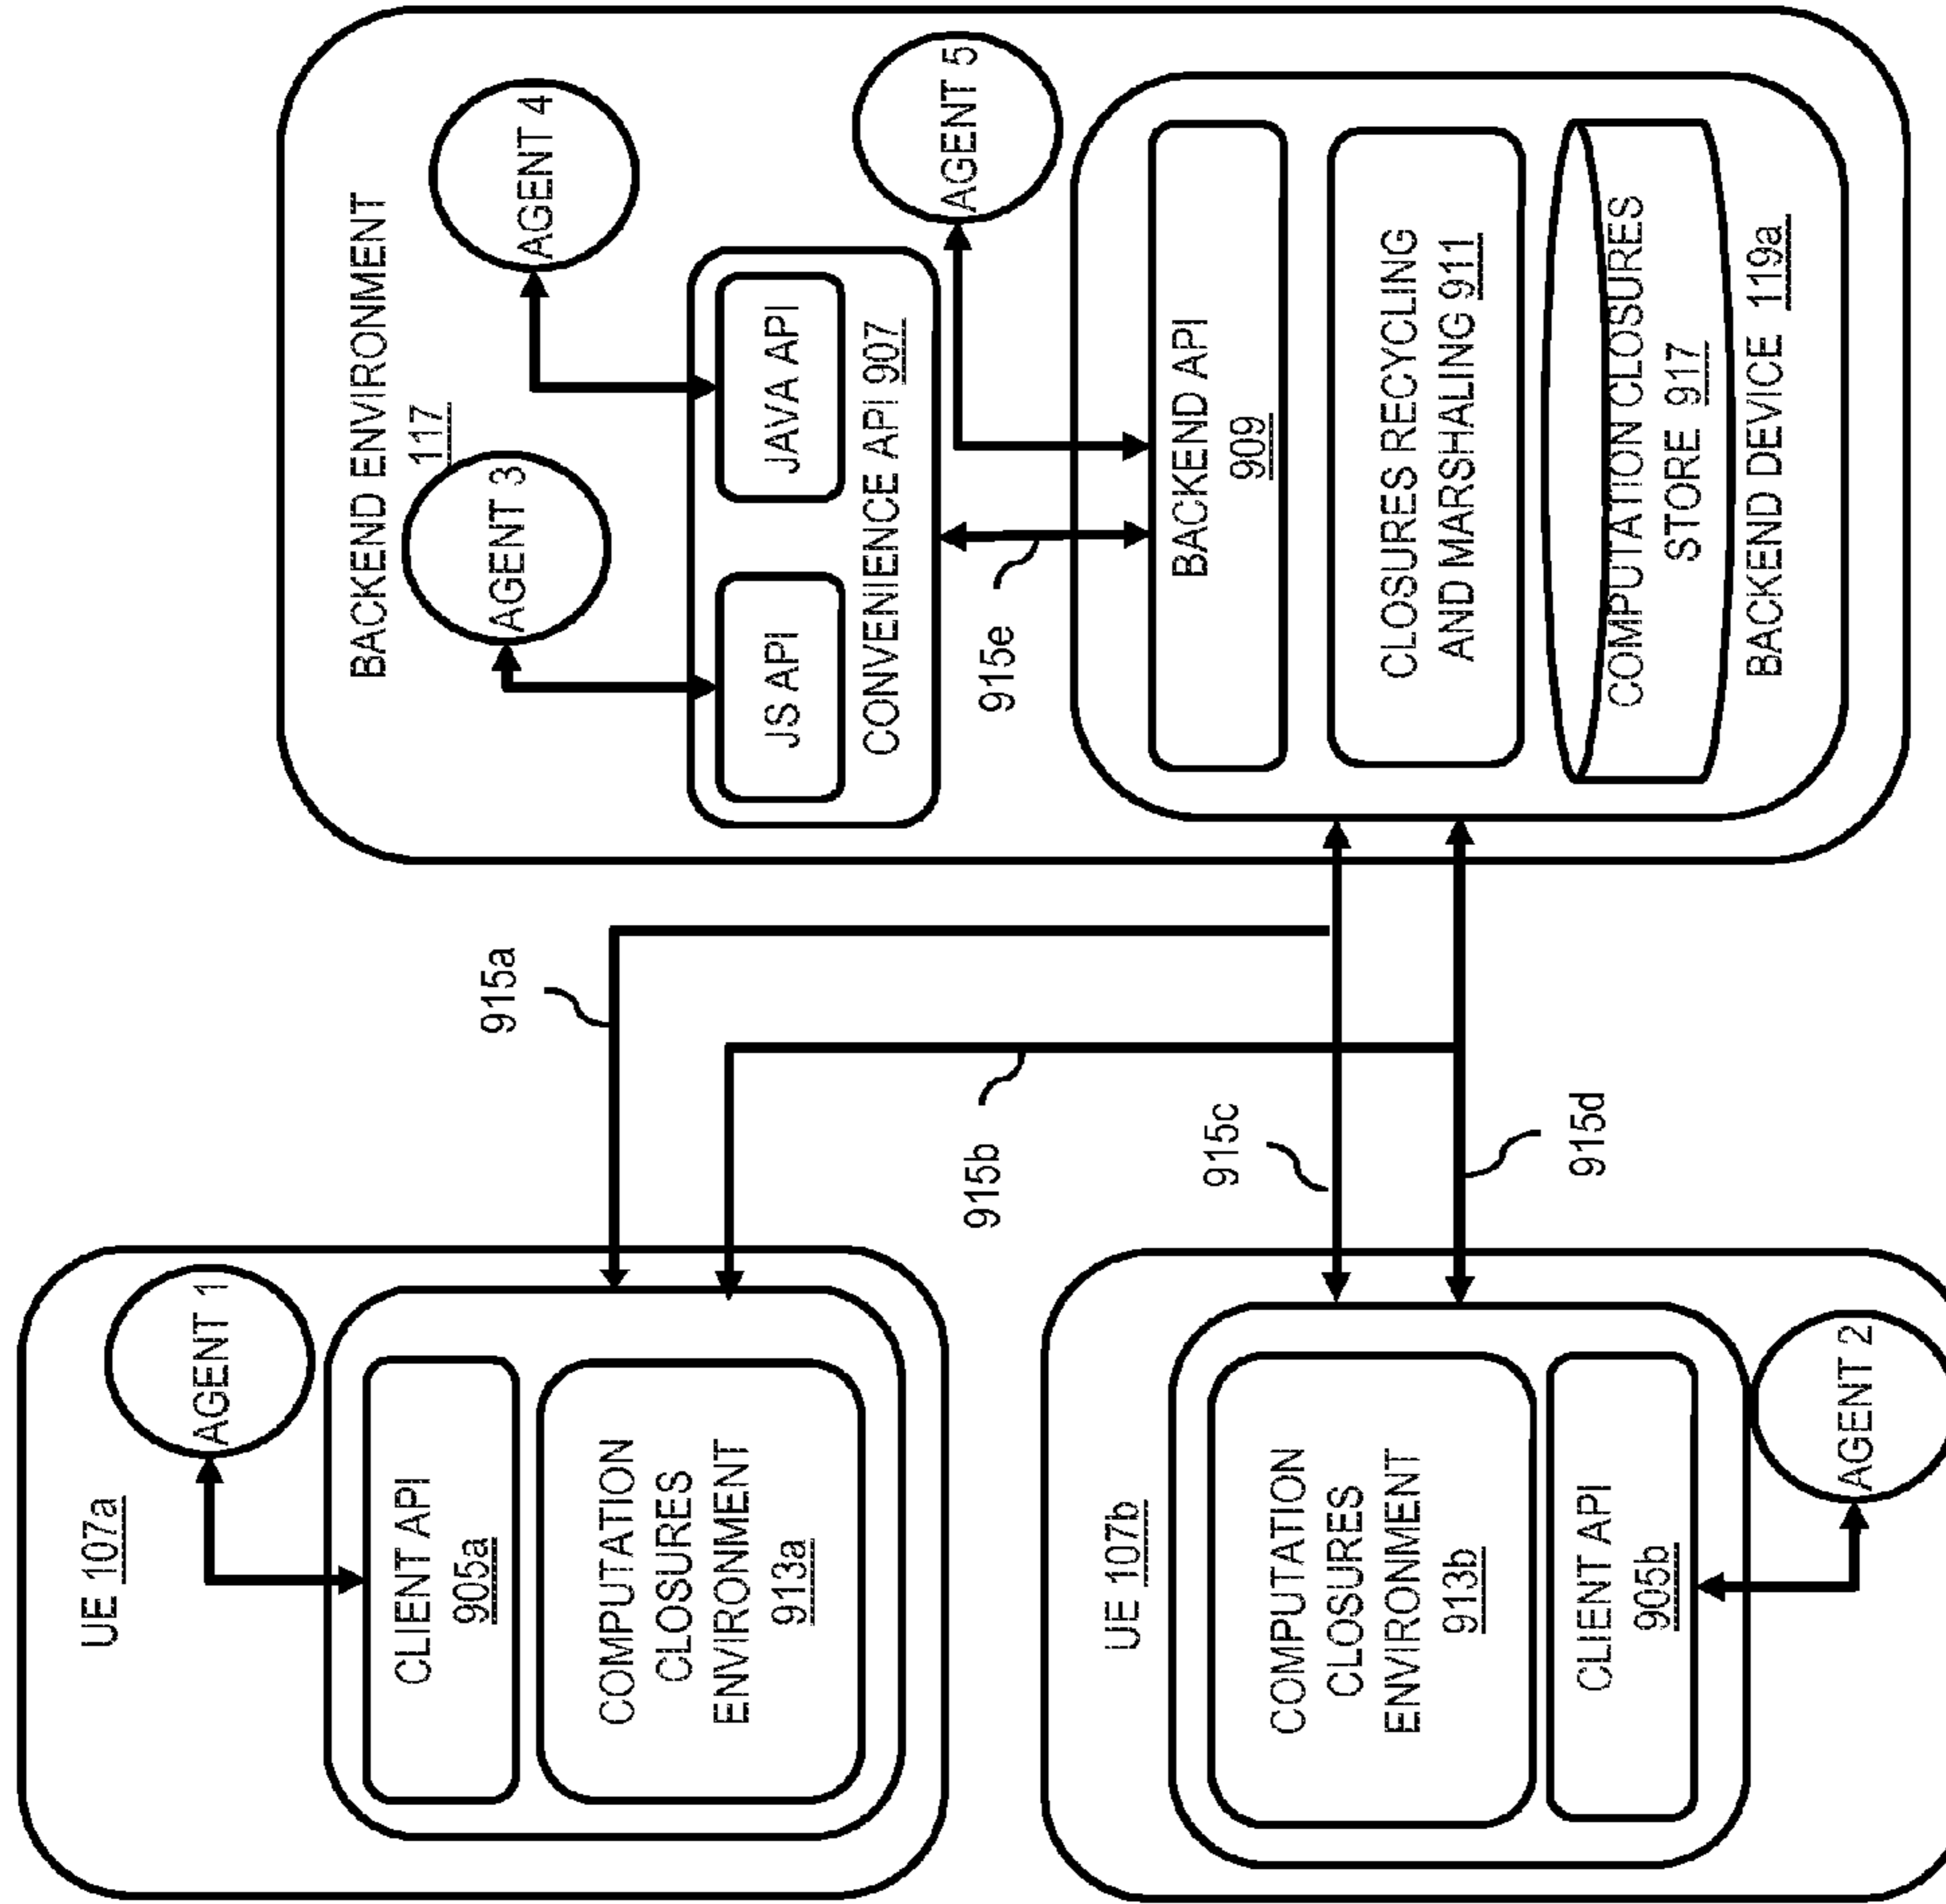 UE 107a
AGENT 1
CLIENT API
905a
COMPUTATION
CLOSURES
ENVIRONMENT
913a
UE 107b
COMPUTATION
CLOSURES
ENVIRONMENT
913b
CLIENT API
905b
AGENT 2
915a
915b
915c
915d
BACKEND ENVIRONMENT
117
AGENT 3
AGENT 4
JS API
JAVA API
CONVENIENCE API 907
915e
AGENT 5
BACKEND API
909
CLOSURES RECYCLING
AND MARSHALING 911
COMPUTATION CLOSURES
STORE 917
BACKEND DEVICE 119a